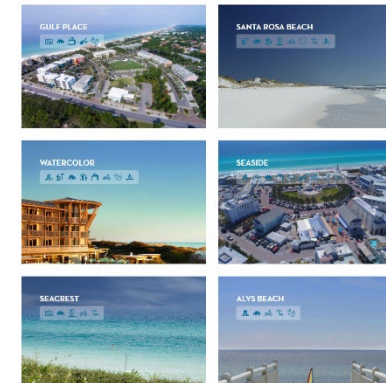 GULF PLACE
SANTA ROSA BEACH
WATERCOLOR
SEASIDE
SEACREST
ALYS BEACH